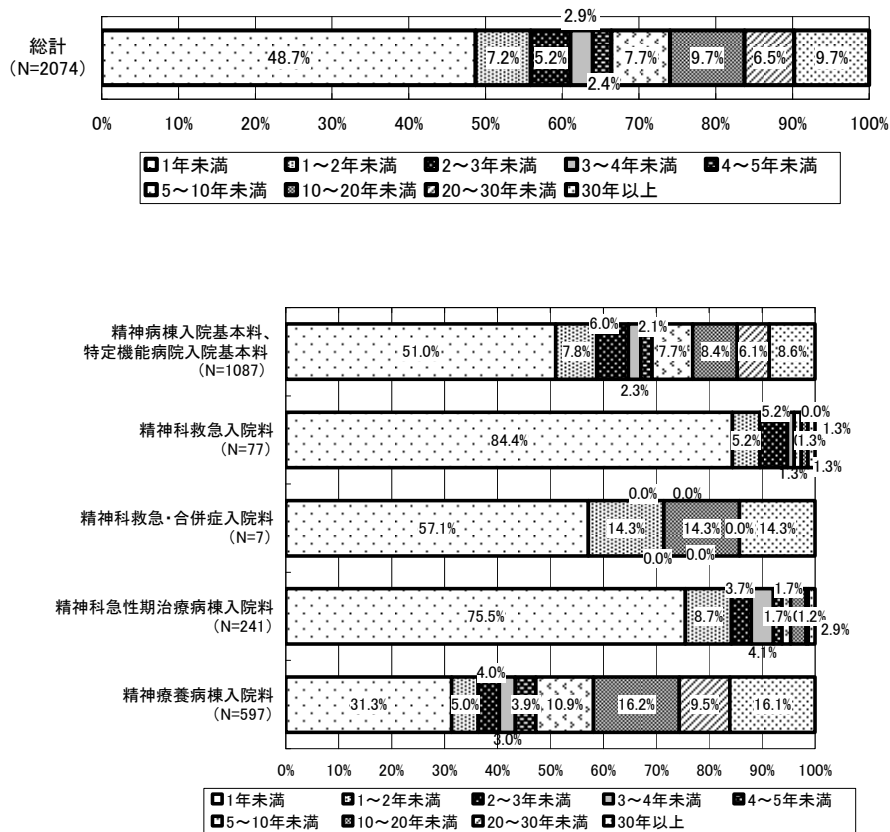 2.9%
総計
(N=2074)
48.7% 7.2% 5.2% 7.7% 9.7% 6.5% 9.7%
2.4%
0% 10% 20% 30% 40% 50% 60% 70% 80% 90% 100%
1年未満 1～2年未満 2～3年未満 3～4年未満 4～5年未満
5～10年未満 10～20年未満 20～30年未満 30年以上
精神病棟入院基本料、
特定機能病院入院基本料
(N=1087)
6.0% 2.1%
51.0% 7.8% 7.7% 8.4% 6.1% 8.6%
2.3%
精神科救急入院料
(N=77)
5.2% 0.0%
1.3%
84.4% 5.2% 1.3%
1.3% 1.3%
精神科救急・合併症入院料
(N=7)
0.0% 0.0%
57.1% 14.3% 14.3% 0.0% 14.3%
0.0% 0.0%
精神科急性期治療病棟入院料
(N=241)
3.7% 1.7%
75.5% 8.7% 1.7% 1.2%
2.9%
4.1%
精神療養病棟入院料
(N=597)
4.0%
31.3% 5.0% 3.9% 10.9% 16.2% 9.5% 16.1%
3.0%
0% 10% 20% 30% 40% 50% 60% 70% 80% 90% 100%
1年未満 1～2年未満 2～3年未満 3～4年未満 4～5年未満
5～10年未満 10～20年未満 20～30年未満 30年以上